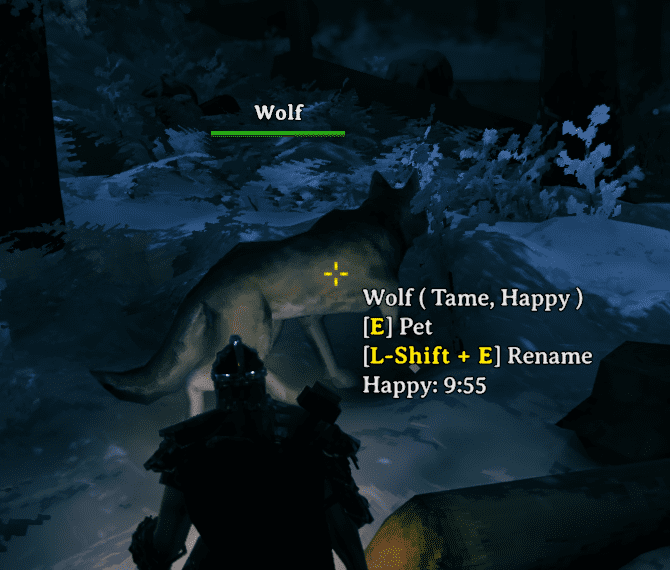 Wolf
Wolf ( Tame, Happy )
[E] Pet
[L-Shift + E] Rename
Happy: 9:55